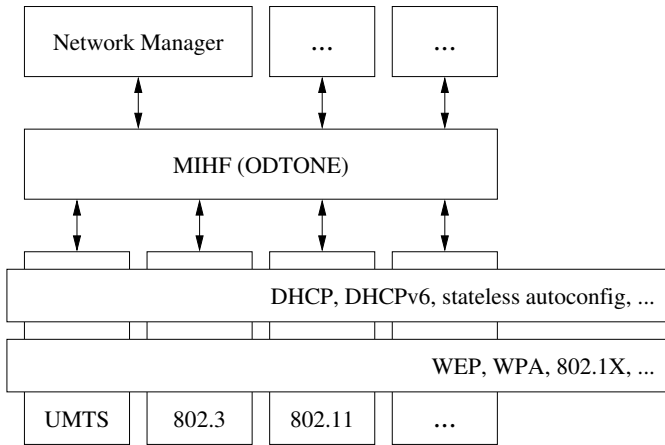 Network Manager
...
...
MIHF (ODTONE)
DHCP, DHCPv6, stateless autoconfig, ...
WEP, WPA, 802.1X, ...
UMTS
802.3
802.11
...